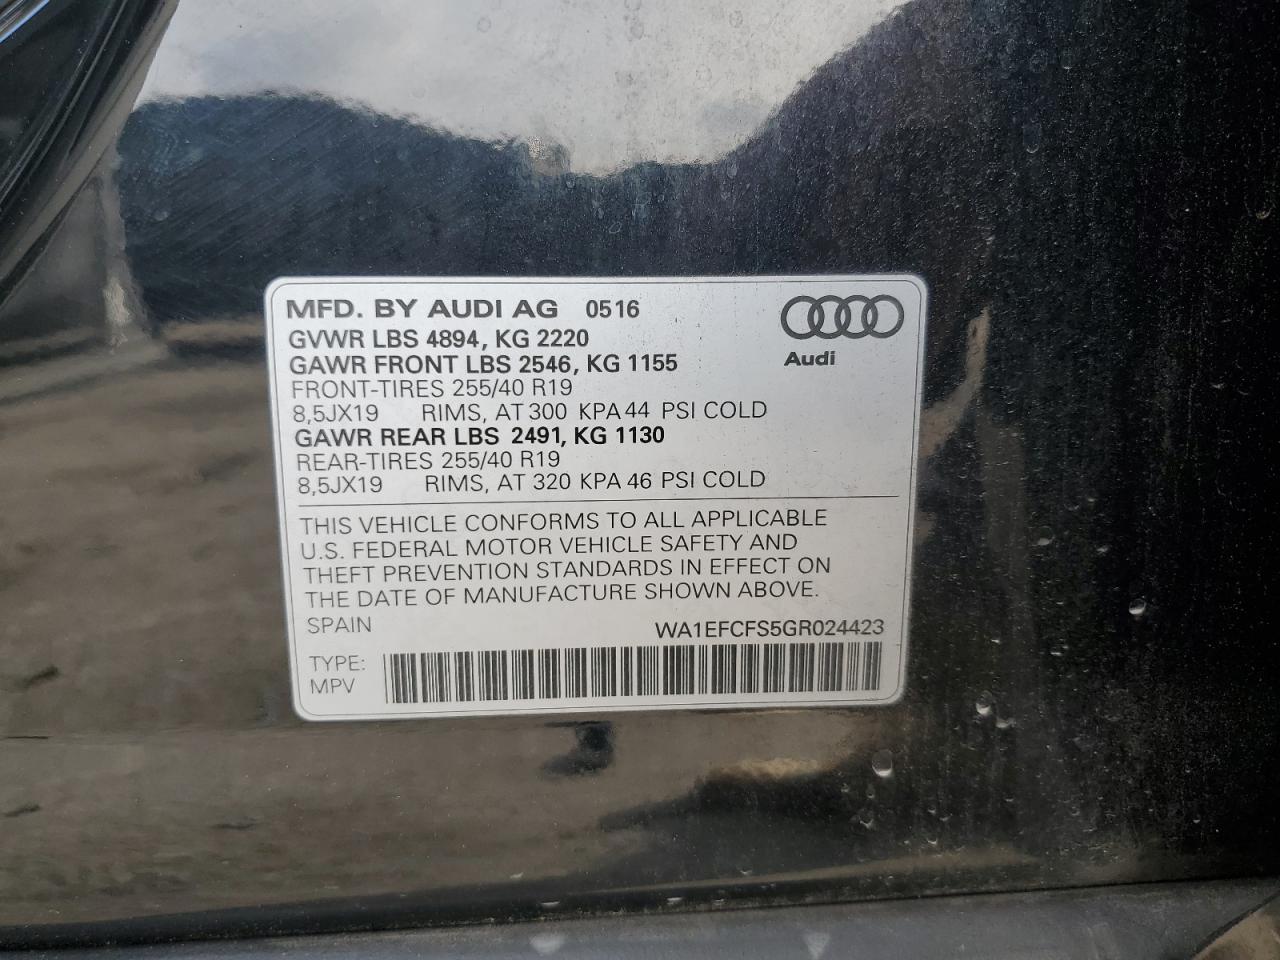 MFD. BY AUDI AG 0516
GVWR LBS 4894, KG 2220
GAWR FRONT LBS 2546, KG 1155
FRONT-TIRES 255/40 R19
8,5JX19 RIMS, AT 300 KPA 44 PSI COLD
GAWR REAR LBS 2491, KG 1130
REAR-TIRES 255/40 R19
8,5JX19 RIMS, AT 320 KPA 46 PSI COLD
Audi
THIS VEHICLE CONFORMS TO ALL APPLICABLE
U.S. FEDERAL MOTOR VEHICLE SAFETY AND
THEFT PREVENTION STANDARDS IN EFFECT ON
THE DATE OF MANUFACTURE SHOWN ABOVE.
SPAIN WA1EFCFS5GR024423
TYPE:
MPV